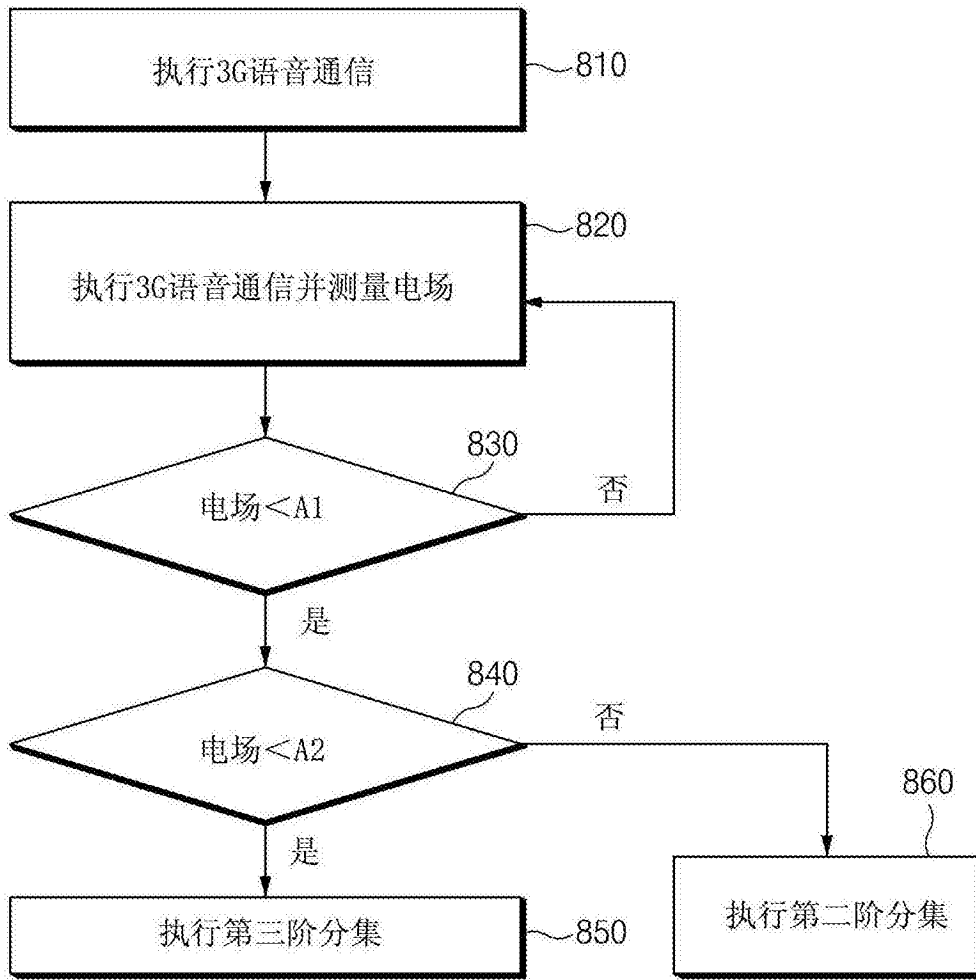 执行3G语音通信
810
820
执行3G语音通信并测量电场
830
电场<A1
否
是
840
电场<A2
否
860
是
执行第三阶分集
850
执行第二阶分集